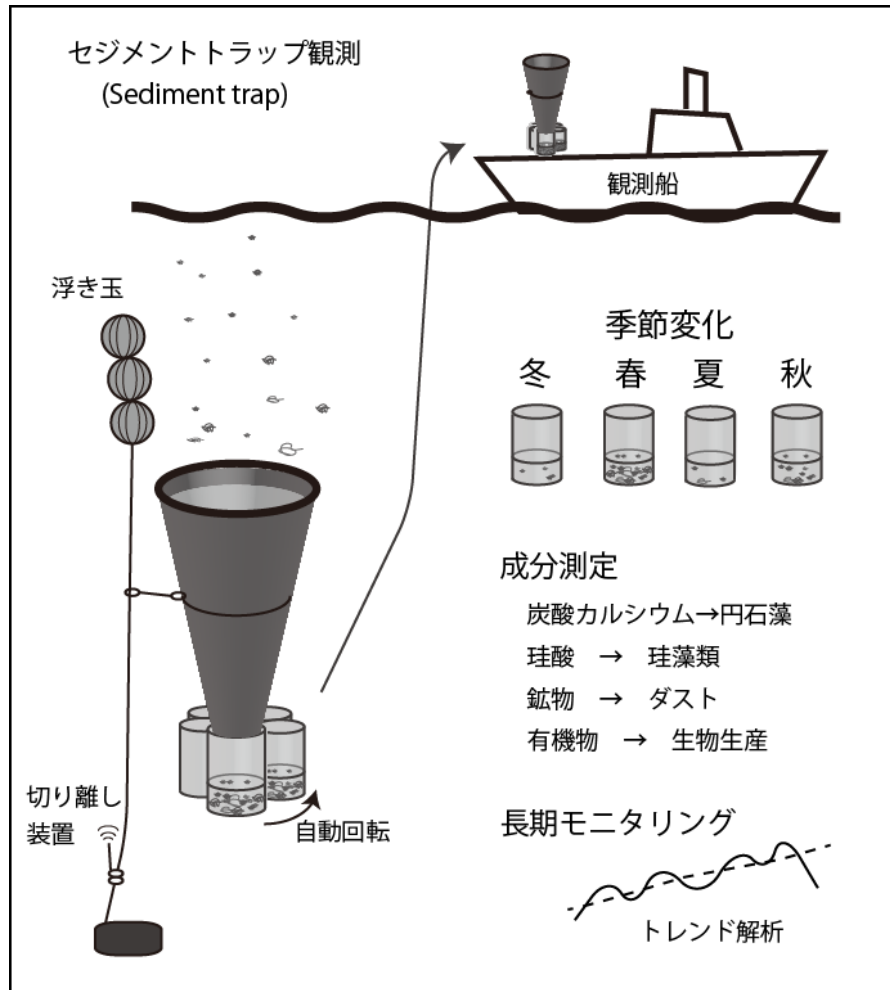 セジメントトラップ観測
(Sediment trap)
観測船
浮き玉
季節変化
冬 春 夏 秋
成分測定
炭酸カルシウム→円石藻
珪酸 → 珪藻類
鉱物 → ダスト
有機物 → 生物生産
切り離し
装置
自動回転
長期モニタリング
トレンド解析